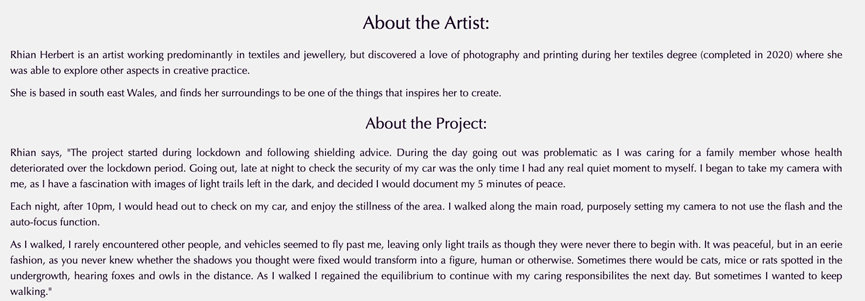 About the Artist:
Rhian Herbert is an artist working predominantly in textiles and jewellery, but discovered a love of photography and printing during her textiles degree (completed in 2020) where she
was able to explore other aspects in creative practice.
She is based in south east Wales, and finds her surroundings to be one of the things that inspires her to create.
About the Project:
Rhian says, "The project started during lockdown and following shielding advice. During the day going out was problematic as I was caring for a family member whose health
deteriorated over the lockdown period. Going out, late at night to check the security of my car was the only time I had any real quiet moment to myself. I began to take my camera with
me, as I have a fascination with images of light trails left in the dark, and decided I would document my 5 minutes of peace.
Each night, after 10pm, I would head out to check on my car, and enjoy the stillness of the area. I walked along the main road, purposely setting my camera to not use the flash and the
auto-focus function.
As I walked, I rarely encountered other people, and vehicles seemed to fly past me, leaving only light trails as though they were never there to begin with. It was peaceful, but in an eerie
fashion, as you never knew whether the shadows you thought were fixed would transform into a figure, human or otherwise. Sometimes there would be cats, mice or rats spotted in the
undergrowth, hearing foxes and owls in the distance. As I walked I regained the equilibrium to continue with my caring responsibilites the next day. But sometimes I wanted to keep
walking."